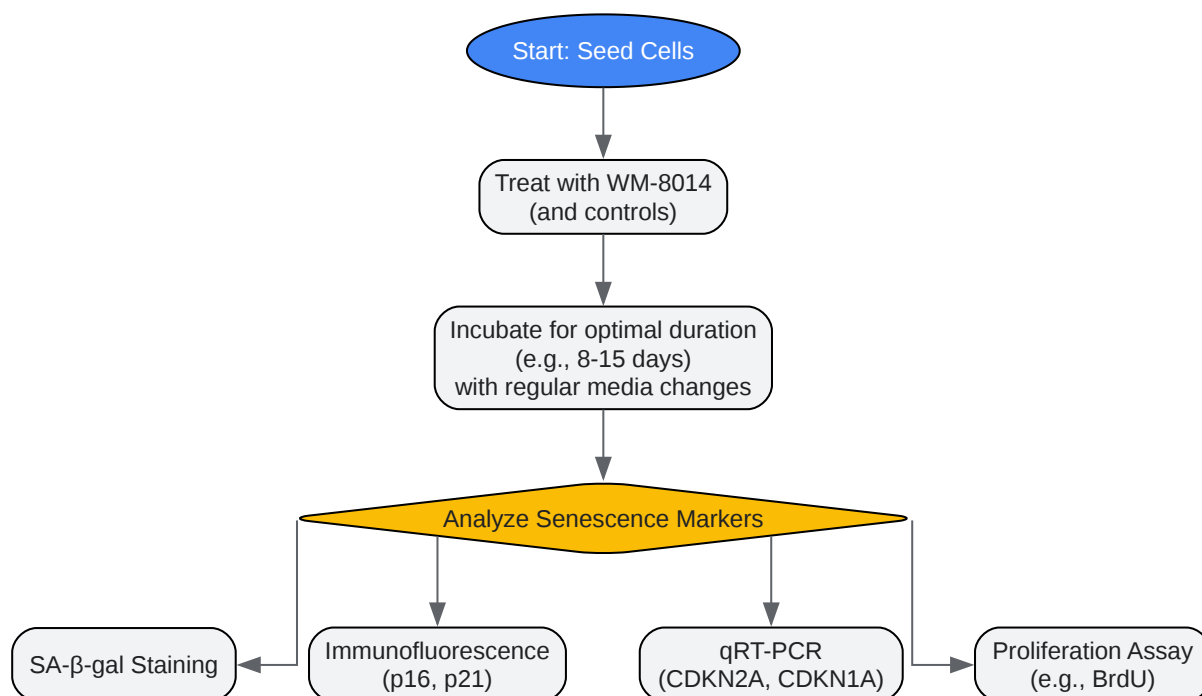 Start: Seed Cells
Treat with WM-8014
(and controls)
Incubate for optimal duration
(e.g., 8-15 days)
with regular media changes
Analyze Senescence Markers
SA-β-gal Staining
Immunofluorescence
(p16, p21)
qRT-PCR
(CDKN2A, CDKN1A)
Proliferation Assay
(e.g., BrdU)